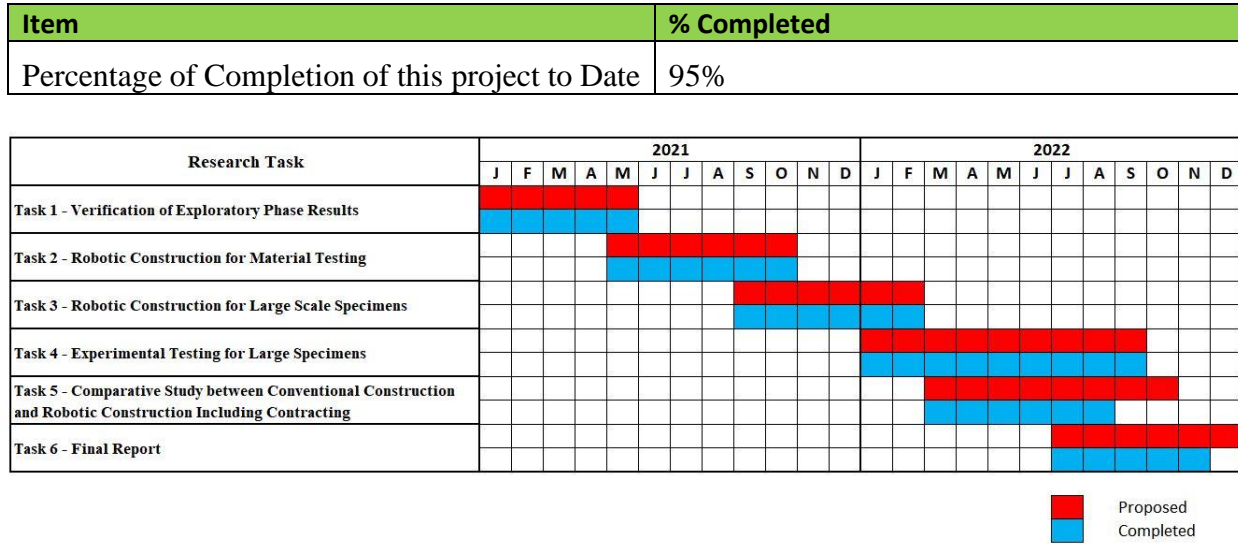 Item % Completed
Percentage of Completion of this project to Date 95%
Research Task 2021 2022
J F M A M J J A S O N D J F M A M J J A S O N D
Task 1 - Verification of Exploratory Phase Results
Task 2 - Robotic Construction for Material Testing
Task 3 - Robotic Construction for Large Scale Specimens
Task 4 - Experimental Testing for Large Specimens
Task 5 - Comparative Study between Conventional Construction
and Robotic Construction Including Contracting
Task 6 - Final Report
Proposed
Completed